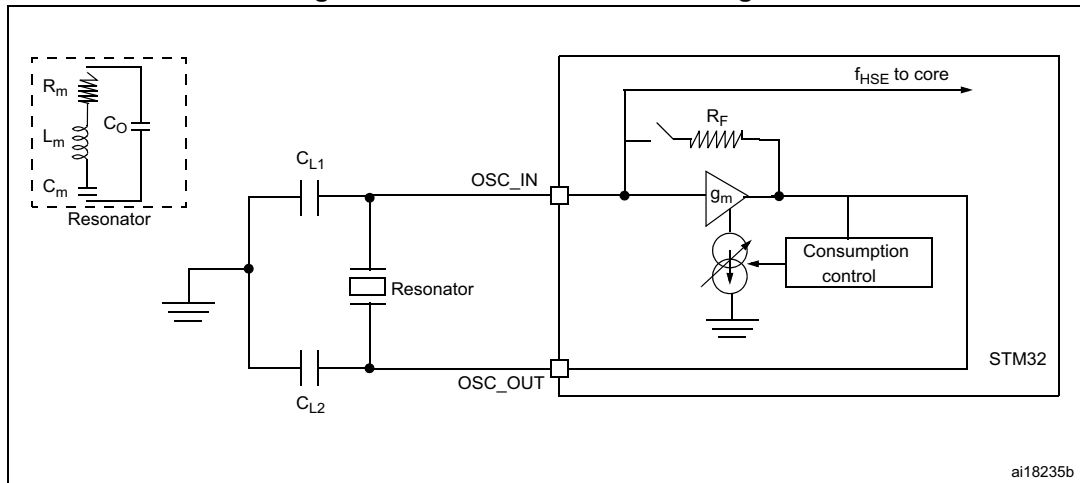 fHSE to core
Rm
RF
Lm
CO
CL1
Cm
OSC_IN
gm
Resonator
Consumption
control
Resonator
STM32
OSC_OUT
CL2
ai18235b